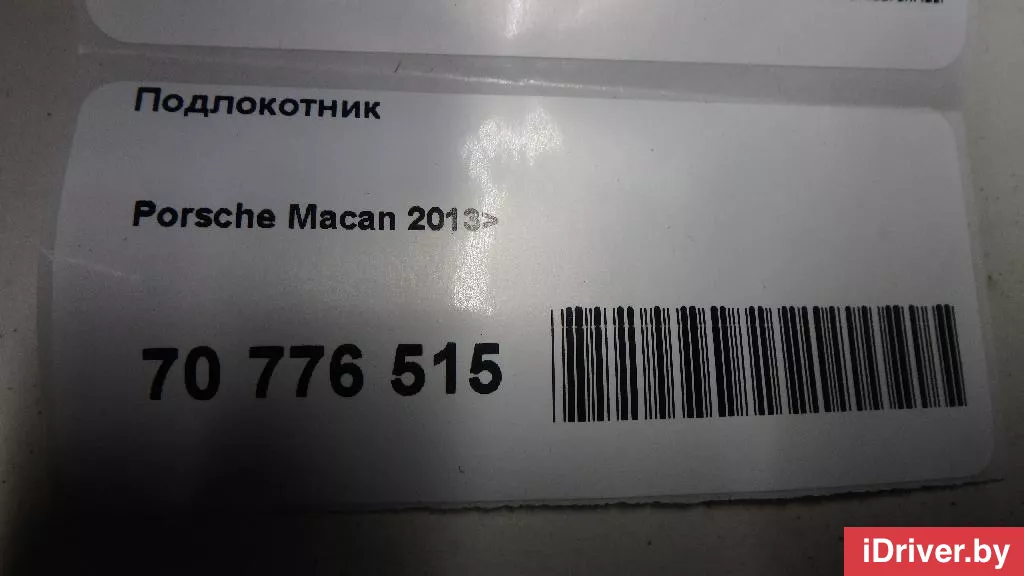 Подлокотник
Porsche Macan 2013>
70 776 515
iDriver.by